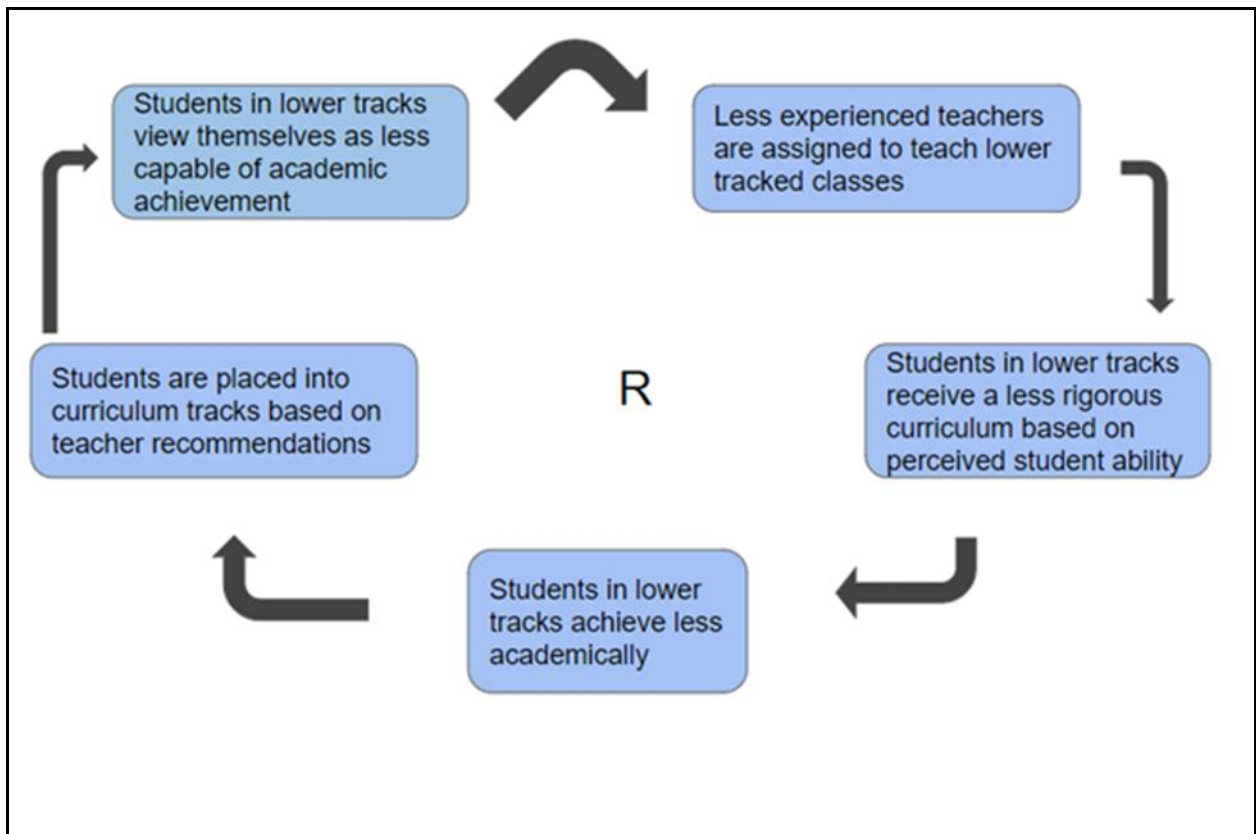 Students in lower tracks
view themselves as less
capable of academic
achievement
Less experienced teachers
are assigned to teach lower
tracked classes
Students are placed into
curriculum tracks based on
teacher recommendations
R
Students in lower tracks
receive a less rigorous
curriculum based on
perceived student ability
Students in lower
tracks achieve less
academically